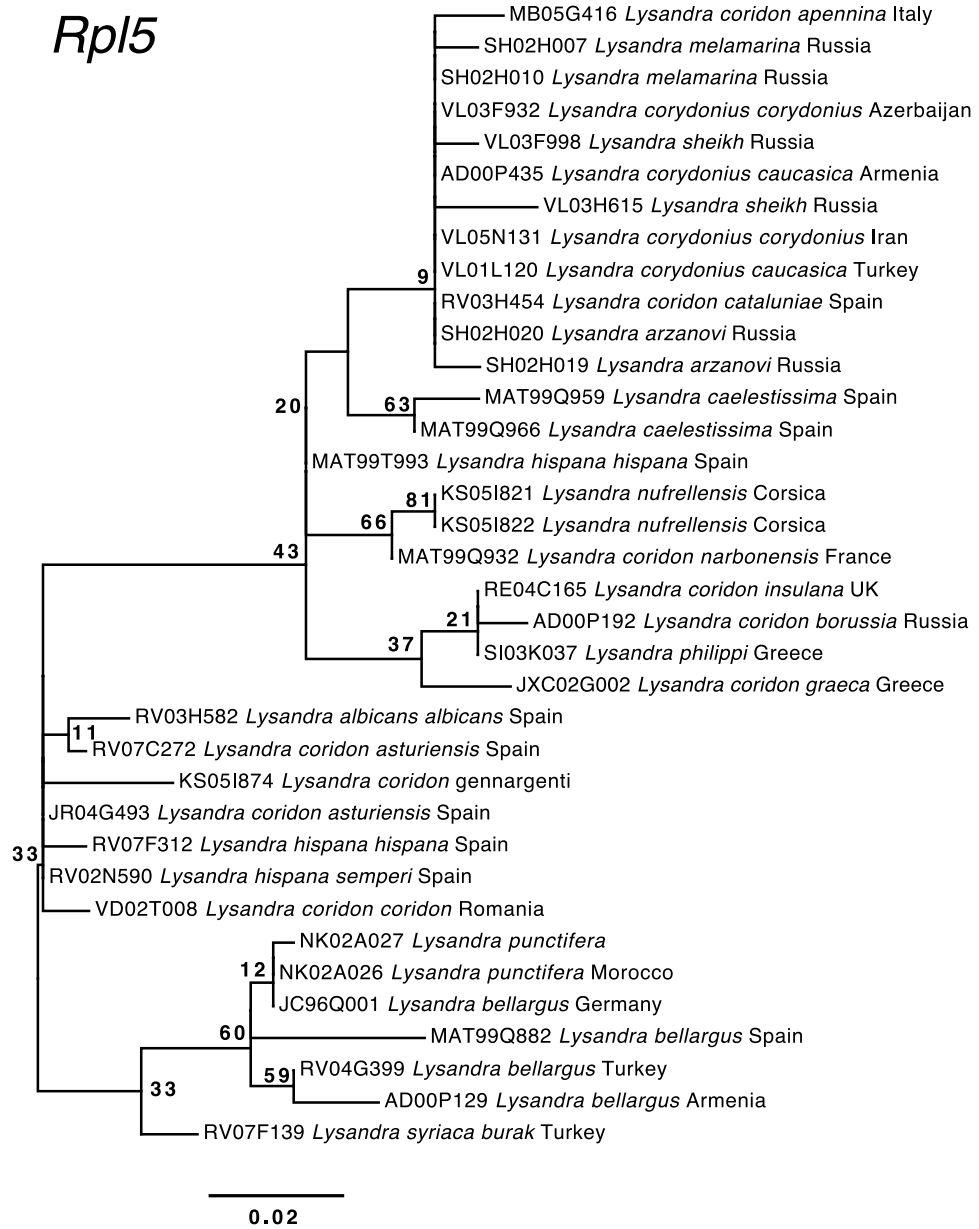 Rpl5
MB05G416 Lysandra coridon apennina Italy
SH02H007 Lysandra melamarina Russia
SH02H010 Lysandra melamarina Russia
VL03F932 Lysandra corydonius corydonius Azerbaijan
VL03F998 Lysandra sheikh Russia
AD00P435 Lysandra corydonius caucasica Armenia
VL03H615 Lysandra sheikh Russia
VL05N131 Lysandra corydonius corydonius Iran
VL01L120 Lysandra corydonius caucasica Turkey
9
RV03H454 Lysandra coridon cataluniae Spain
SH02H020 Lysandra arzanovi Russia
SH02H019 Lysandra arzanovi Russia
MAT99Q959 Lysandra caelestissima Spain
63
20
MAT99Q966 Lysandra caelestissima Spain
MAT99T993 Lysandra hispana hispana Spain
KS05I821 Lysandra nufrellensis Corsica
81
66
KS05I822 Lysandra nufrellensis Corsica
43
MAT99Q932 Lysandra coridon narbonensis France
RE04C165 Lysandra coridon insulana UK
21
AD00P192 Lysandra coridon borussia Russia
37
SI03K037 Lysandra philippi Greece
JXC02G002 Lysandra coridon graeca Greece
RV03H582 Lysandra albicans albicans Spain
11
RV07C272 Lysandra coridon asturiensis Spain
KS05I874 Lysandra coridon gennargenti
JR04G493 Lysandra coridon asturiensis Spain
RV07F312 Lysandra hispana hispana Spain
33
RV02N590 Lysandra hispana semperi Spain
VD02T008 Lysandra coridon coridon Romania
NK02A027 Lysandra punctifera
12
NK02A026 Lysandra punctifera Morocco
JC96Q001 Lysandra bellargus Germany
60
MAT99Q882 Lysandra bellargus Spain
RV04G399 Lysandra bellargus Turkey
59
33
AD00P129 Lysandra bellargus Armenia
RV07F139 Lysandra syriaca burak Turkey
0.02